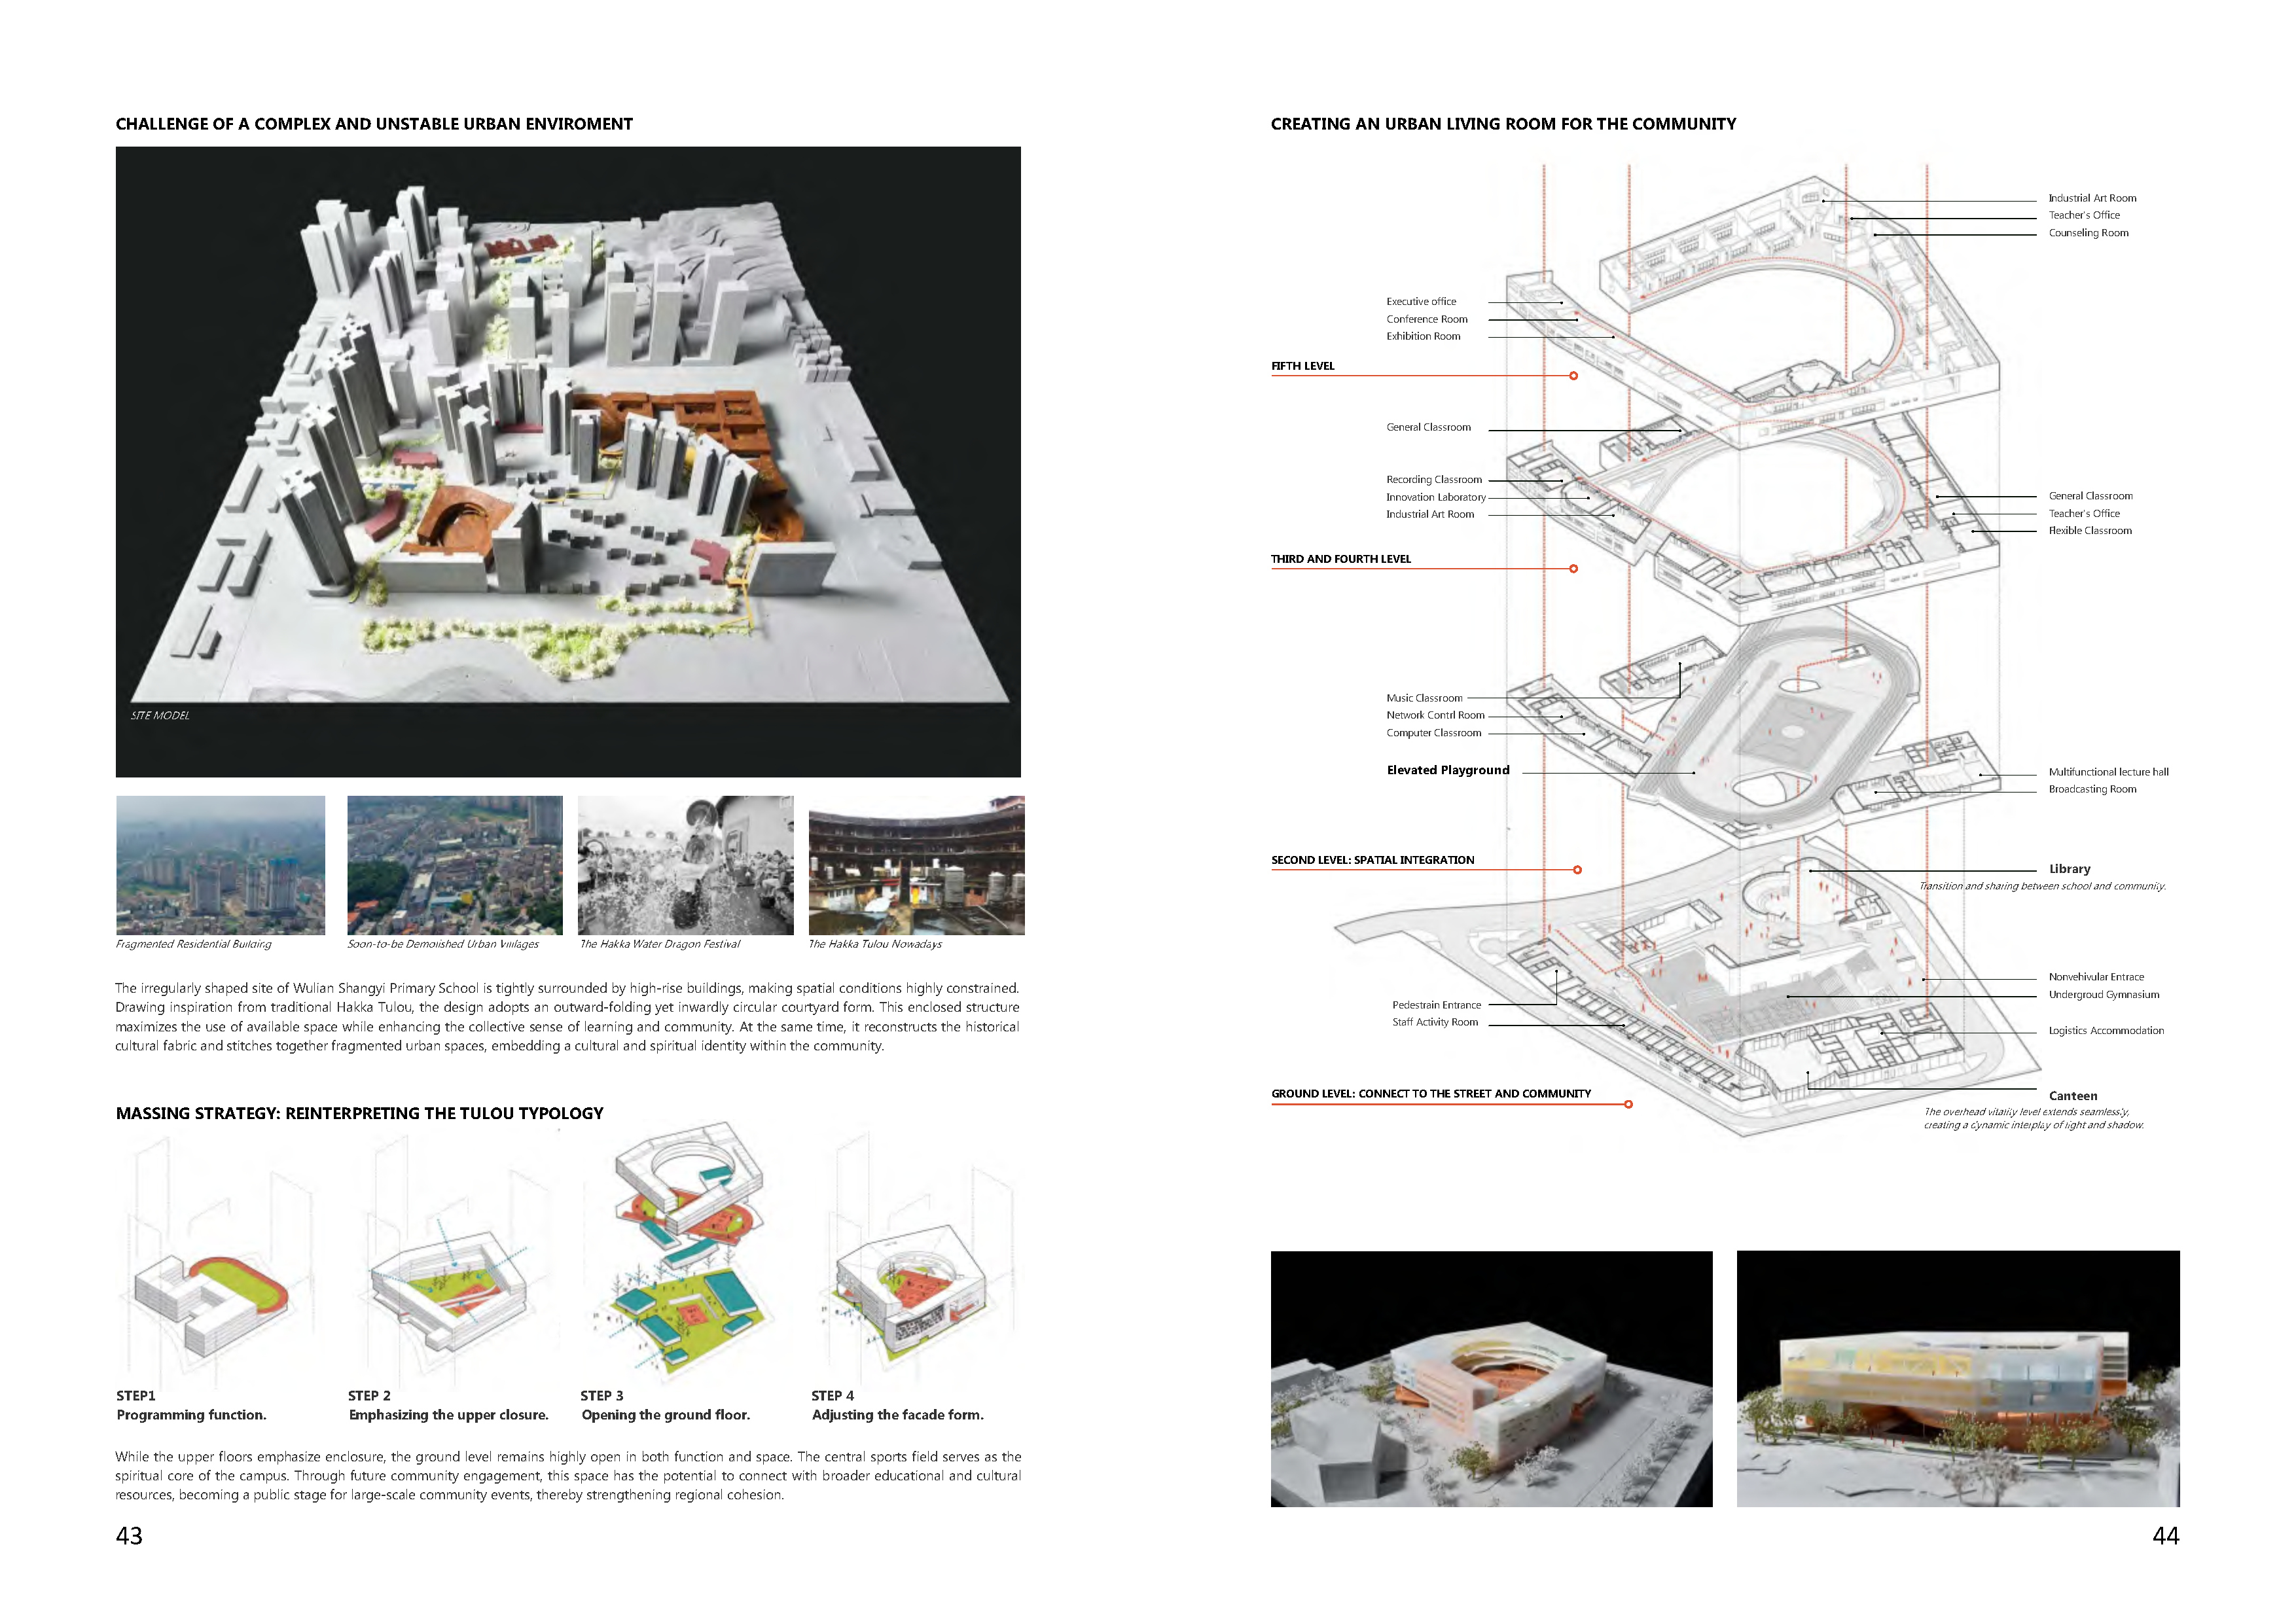 CHALLENGE OF A COMPLEX AND UNSTABLE URBAN ENVIROMENT
SITE MODEL
Fragmented Residential Building
Soon-to-be Demolished Urban Villages
The Hakka Water Dragon Festival
The Hakka Tulou Nowadays
The irregularly shaped site of Wulian Shangyi Primary School is tightly surrounded by high-rise buildings, making spatial conditions highly constrained.
Drawing inspiration from traditional Hakka Tulou, the design adopts an outward-folding yet inwardly circular courtyard form. This enclosed structure
maximizes the use of available space while enhancing the collective sense of learning and community. At the same time, it reconstructs the historical
cultural fabric and stitches together fragmented urban spaces, embedding a cultural and spiritual identity within the community.
MASSING STRATEGY: REINTERPRETING THE TULOU TYPOLOGY
STEP1
Programming function.
STEP 2
Emphasizing the upper closure.
STEP 3
Opening the ground floor.
STEP 4
Adjusting the facade form.
While the upper floors emphasize enclosure, the ground level remains highly open in both function and space. The central sports field serves as the
spiritual core of the campus. Through future community engagement, this space has the potential to connect with broader educational and cultural
resources, becoming a public stage for large-scale community events, thereby strengthening regional cohesion.
43
CREATING AN URBAN LIVING ROOM FOR THE COMMUNITY
Industrial Art Room
Teacher's Office
Counseling Room
Executive office
Conference Room
Exhibition Room
FIFTH LEVEL
General Classroom
Recording Classroom
Innovation Laboratory
Industrial Art Room
General Classroom
Teacher's Office
Flexible Classroom
THIRD AND FOURTH LEVEL
Music Classroom
Network Contrl Room
Computer Classroom
Elevated Playground
Multifunctional lecture hall
Broadcasting Room
SECOND LEVEL: SPATIAL INTEGRATION
Library
Transition and sharing between school and community.
Nonvehivular Entrace
Undergroud Gymnasium
Pedestrain Entrance
Staff Activity Room
Logistics Accommodation
GROUND LEVEL: CONNECT TO THE STREET AND COMMUNITY
Canteen
The overhead vitality level extends seamlessly,
creating a dynamic interplay of light and shadow.
44